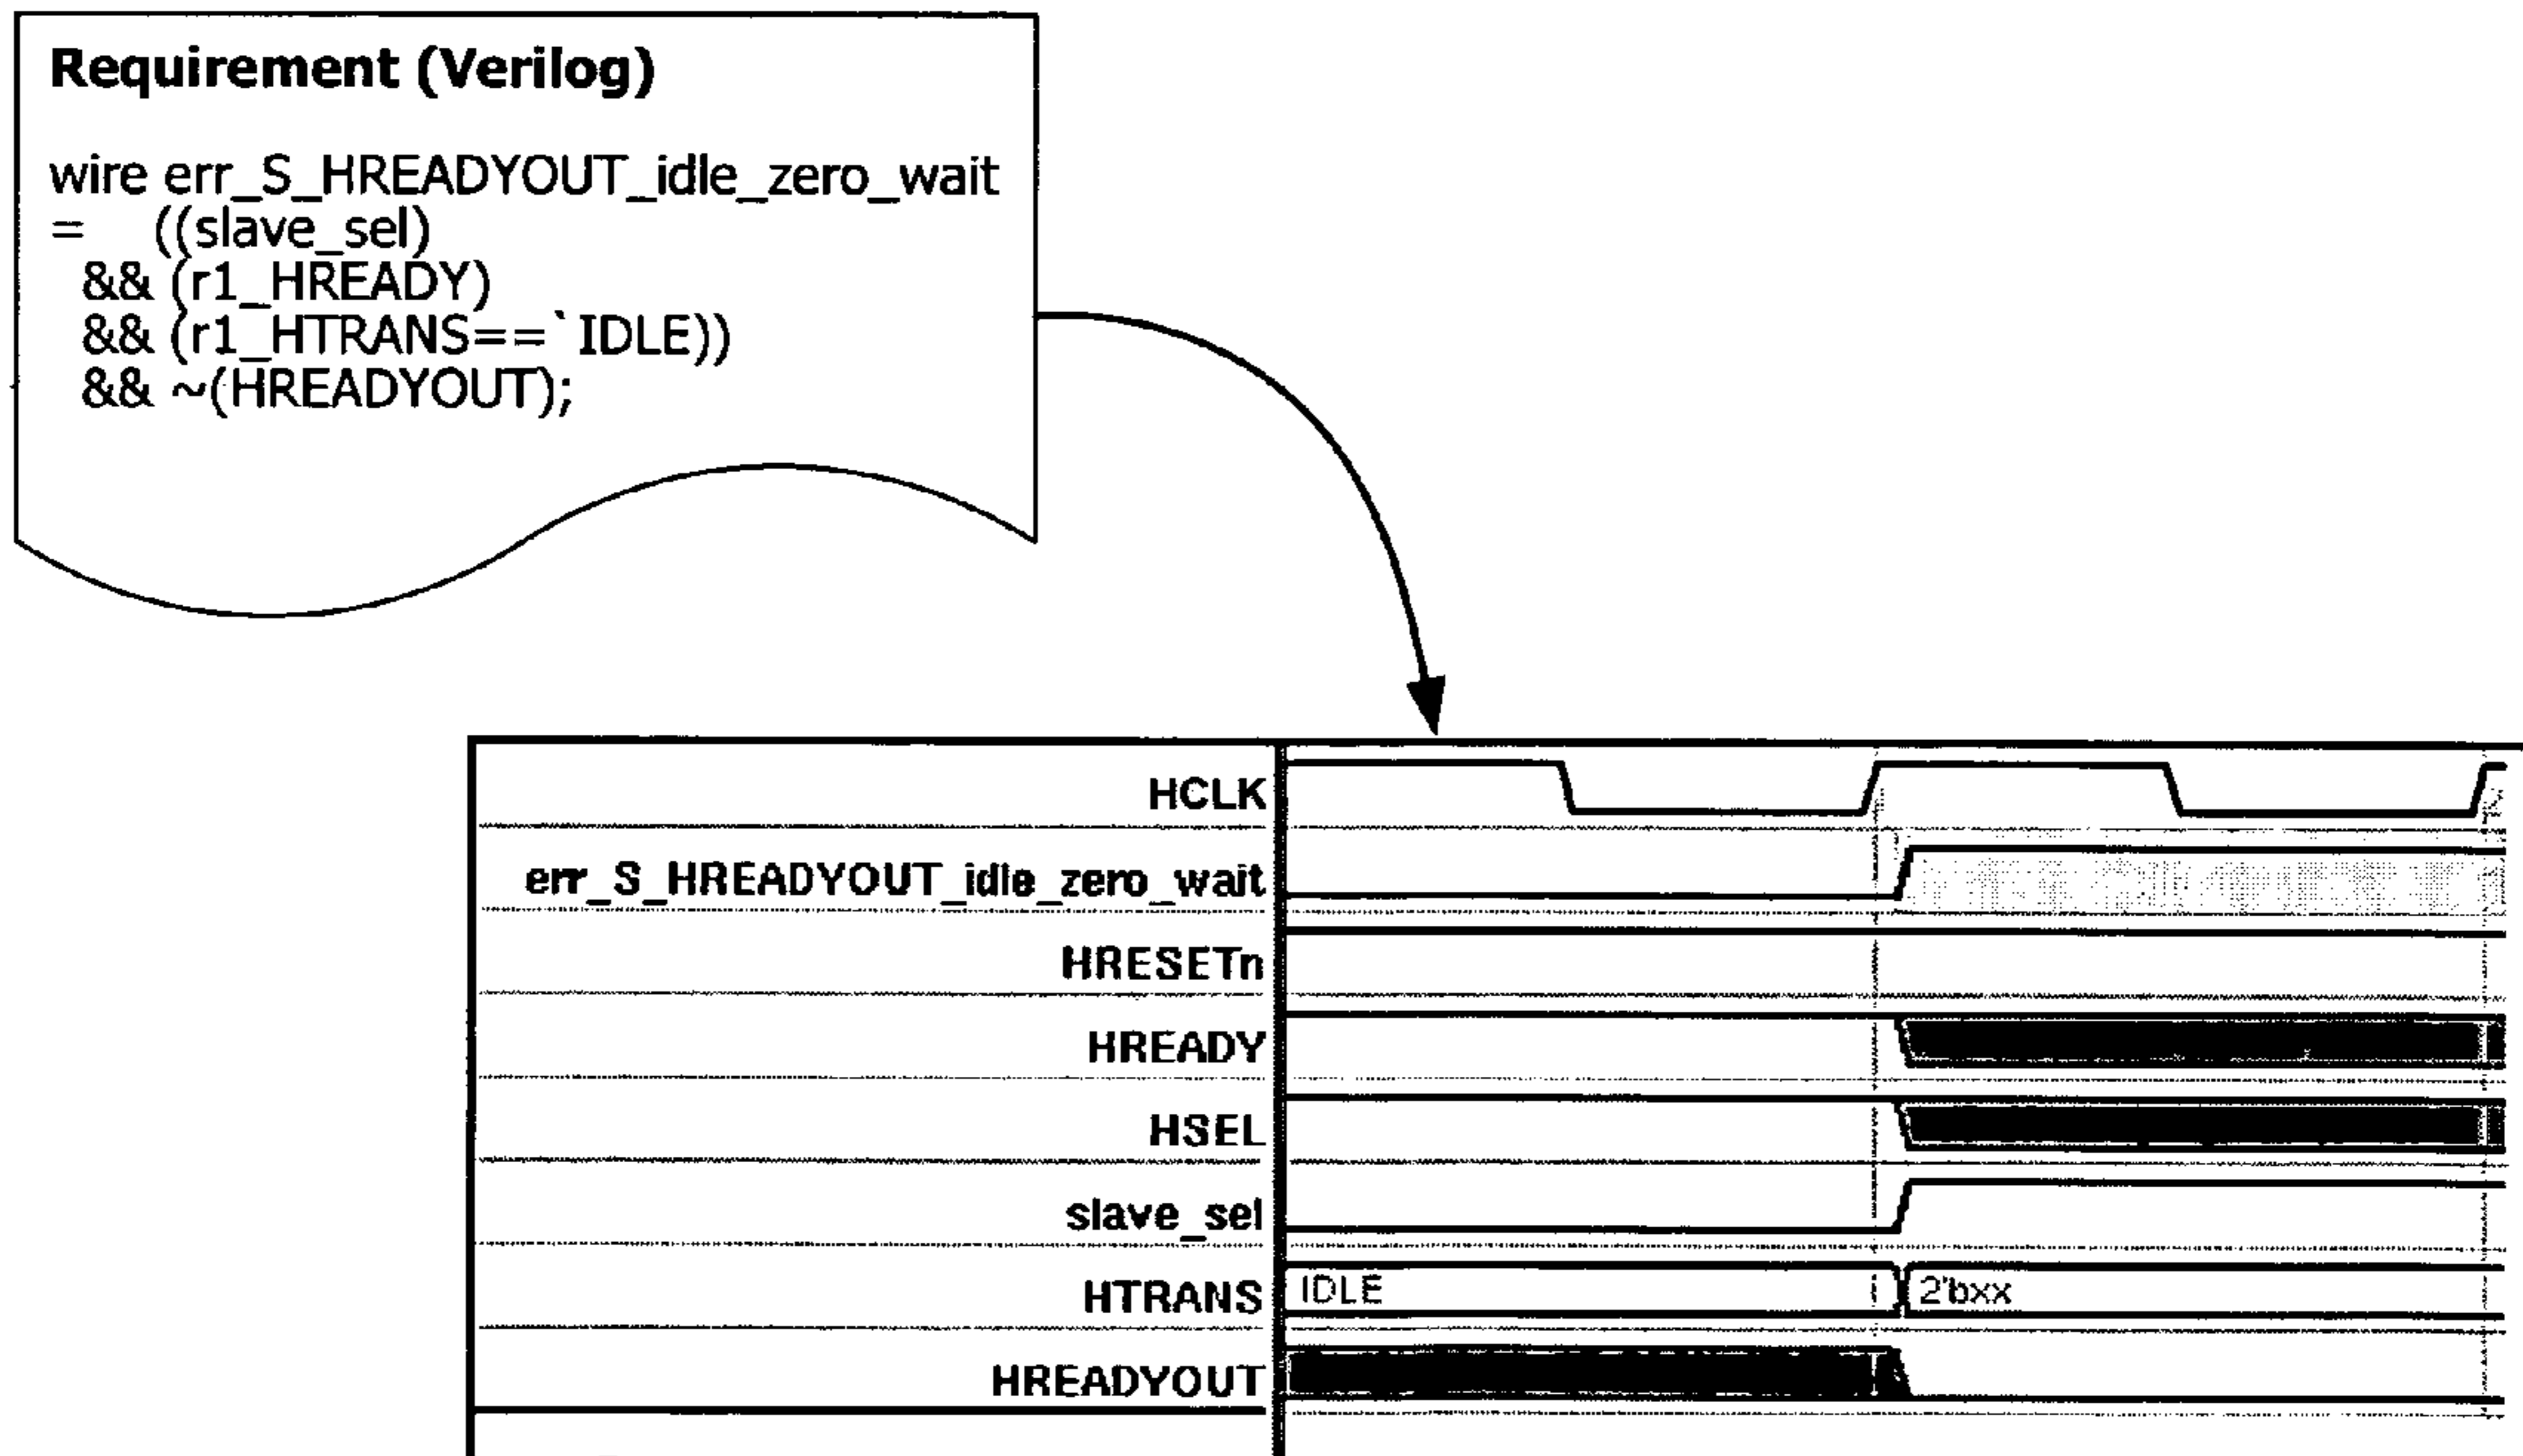 Requirement (Verilog)
wire err_S_HREADYOUT_idle_zero_wait
= ((slave_sel)
&& (r1_HREADY)
&& (r1_HTRANS==`IDLE))
&& ~(HREADYOUT);
HCLK
err_S_HREADYOUT_idle_zero_wait
HRESETn
HREADY
HSEL
slave_sel
HTRANS IDLE 2'bxx
HREADYOUT